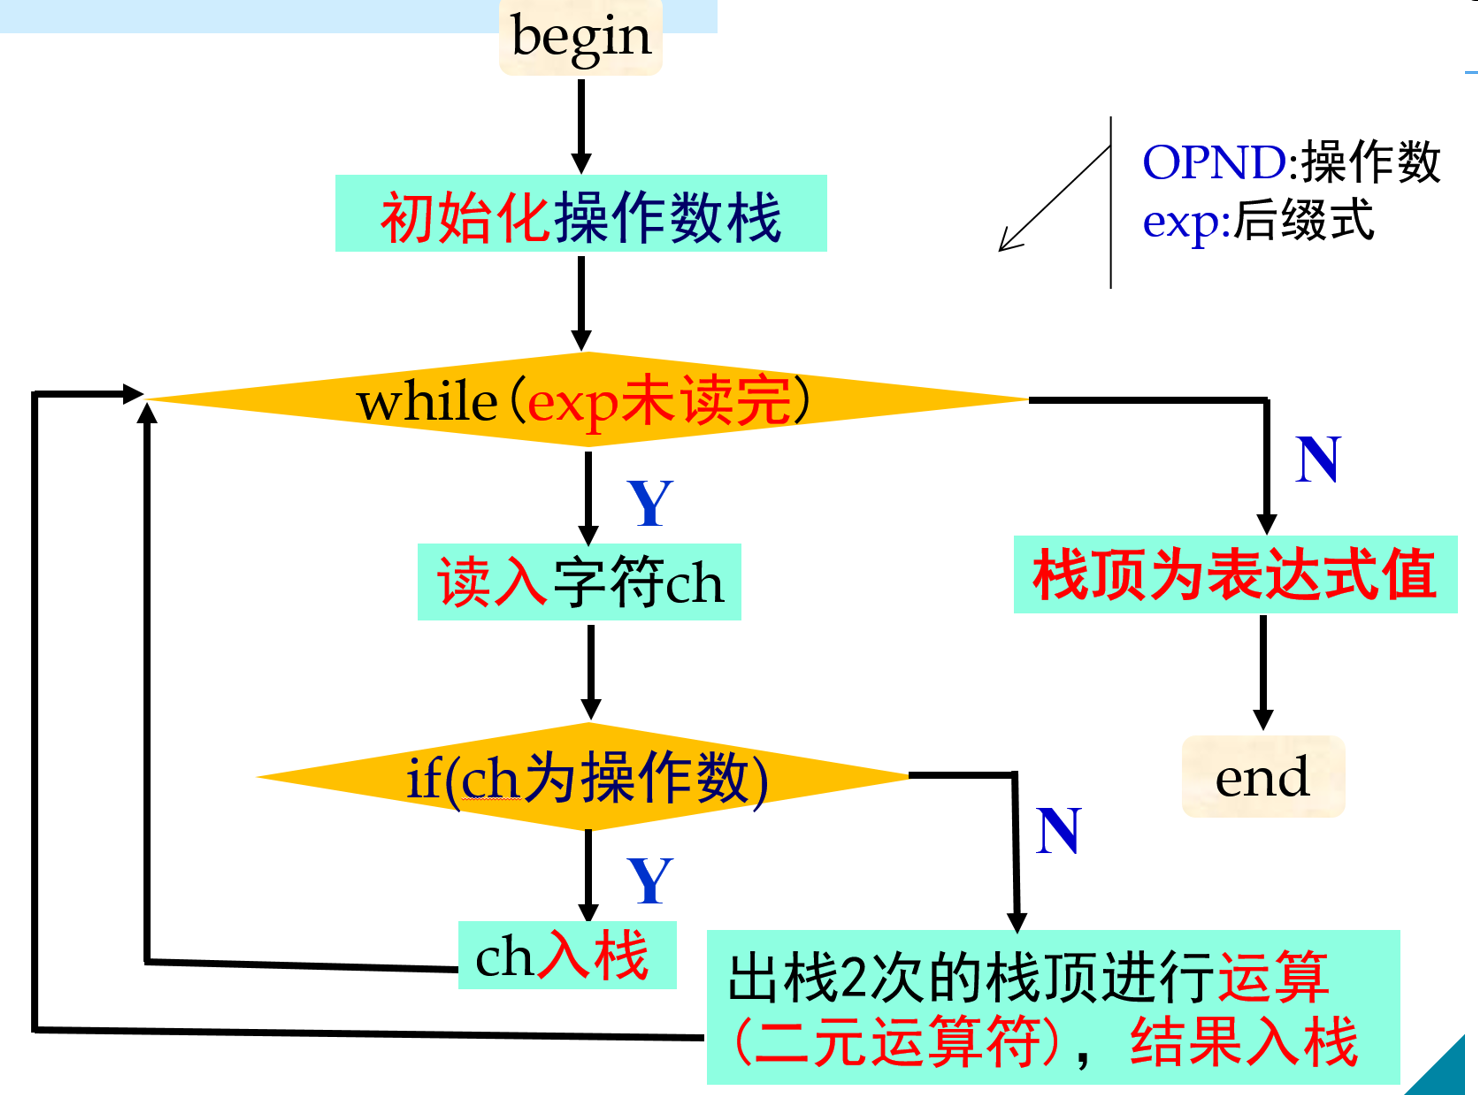 begin
OPND:操作数
exp:后缀式
初始化操作数栈
while(exp未读完)
N
Y
读入字符ch
栈顶为表达式值
if(ch为操作数)
end
N
Y
ch入栈
出栈2次的栈顶进行运算
(二元运算符)，结果入栈